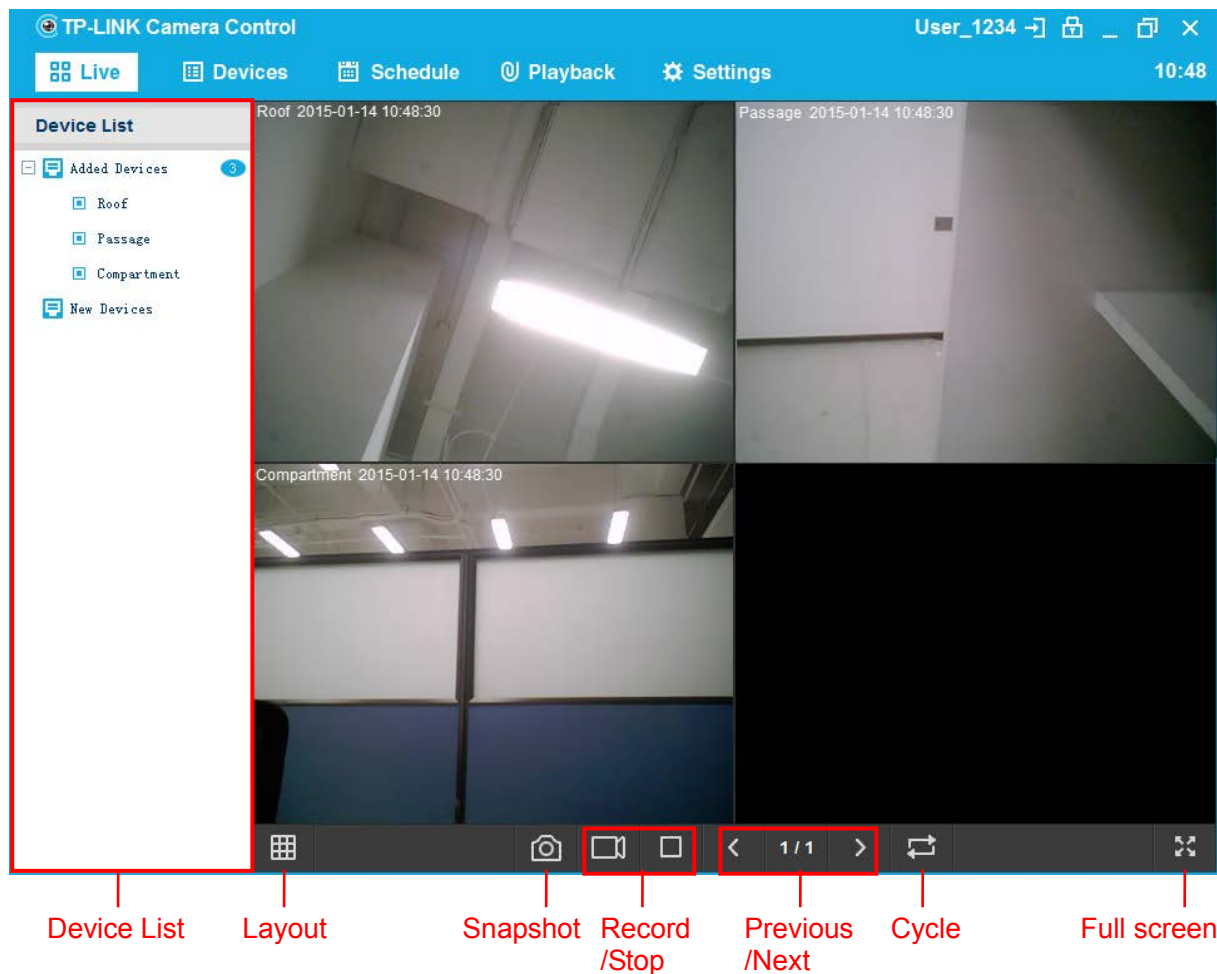 TP-LINK Camera Control
User_1234
Live
Devices
Schedule
Playback
Settings
10:48
Device List
Added Devices
3
Roof
Passage
Compartment
New Devices
Roof 2015-01-14 10:48:30
Passage 2015-01-14 10:48:30
Compartment 2015-01-14 10:48:30
1 / 1
Device List
Layout
Snapshot
Record
/Stop
Previous
/Next
Cycle
Full screen